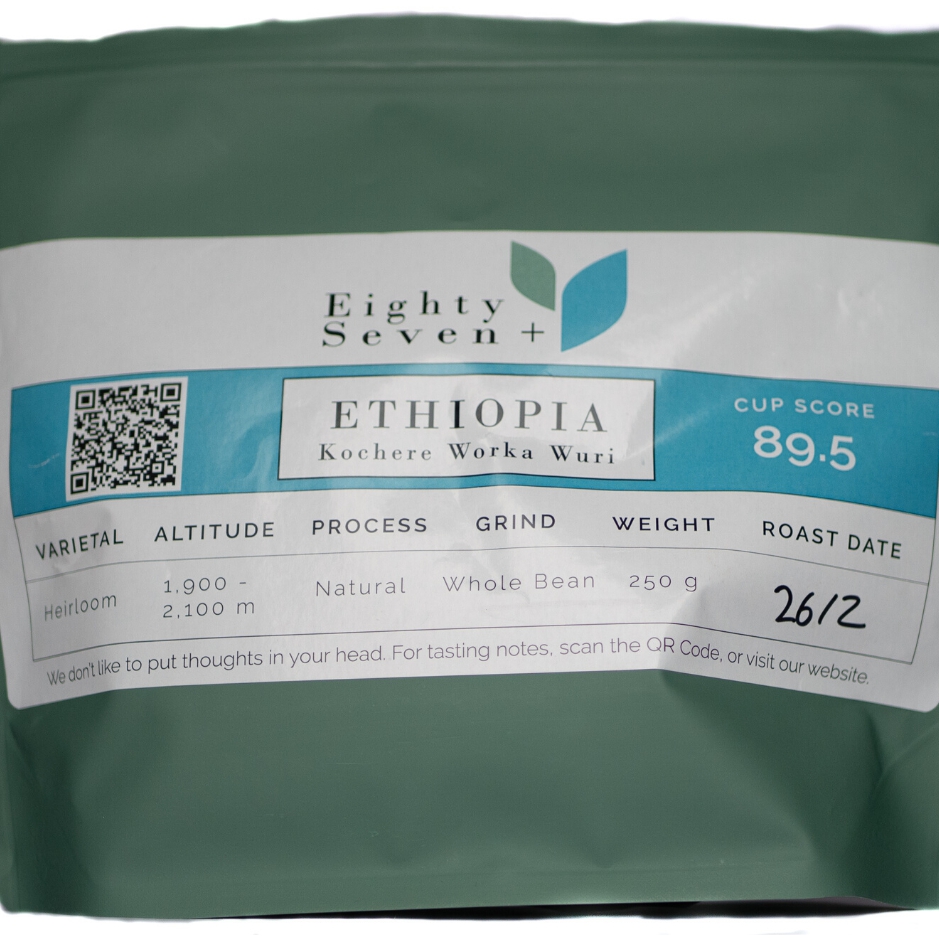 Eighty
Seven +
ETHIOPIA
Kochere Worka Wuri
CUP SCORE
89.5
VARIETAL ALTITUDE PROCESS GRIND WEIGHT ROAST DATE
Heirloom 1,900 - 2,100 m Natural Whole Bean 250 g 26/2
We don't like to put thoughts in your head. For tasting notes, scan the QR Code, or visit our website.